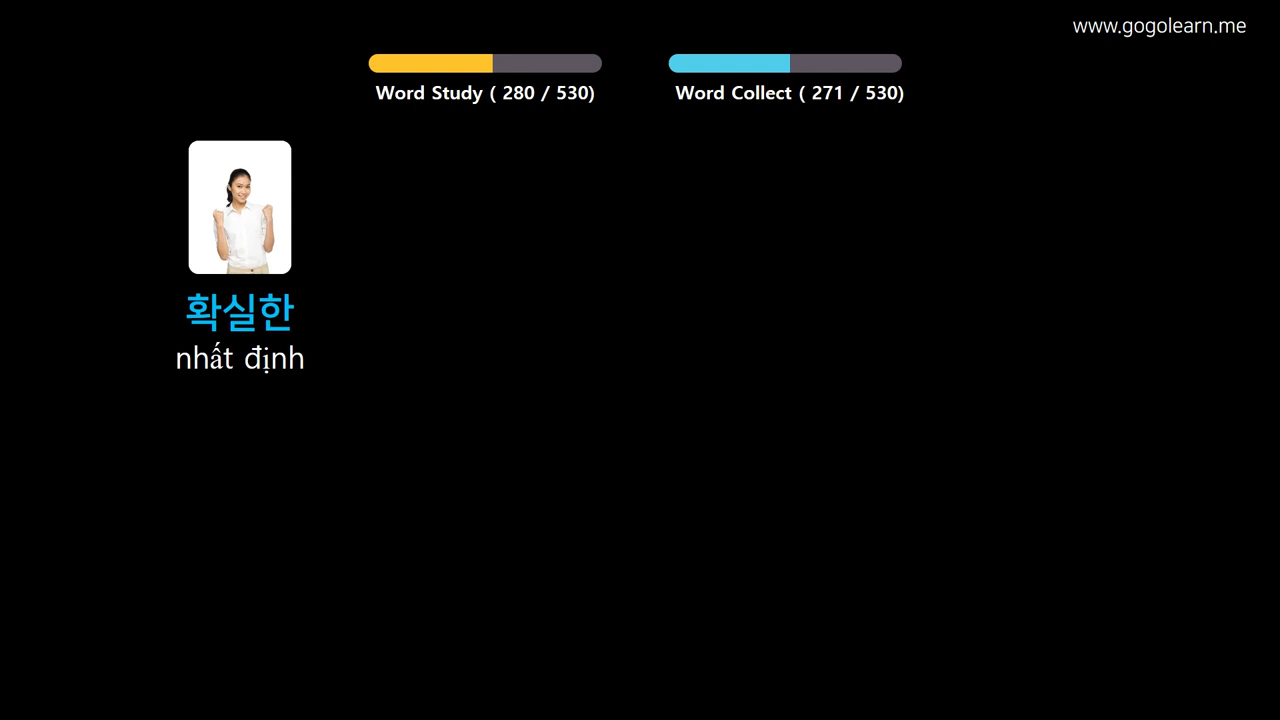 www.gogolearn.me
Word Study ( 280 / 530)
Word Collect ( 271 / 530)
확실한
nhất định